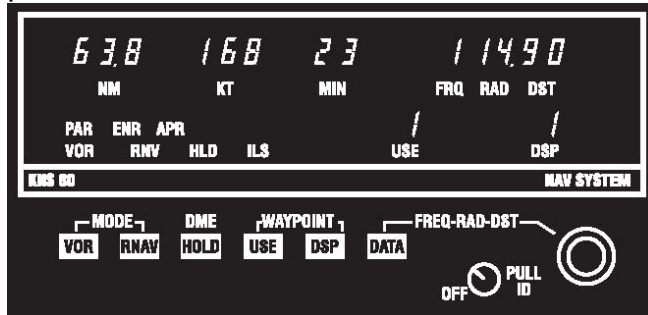 63.8 168 23 114.90
NM KT MIN FRQ RAD DST
PAR ENR APR 1 1
VOR RNV HLD ILS USE DSP
KNS 80 NAV SYSTEM
MODE DME WAYPOINT FREQ-RAD-DST
VOR RNAV HOLD USE DSP DATA
OFF PULL ID